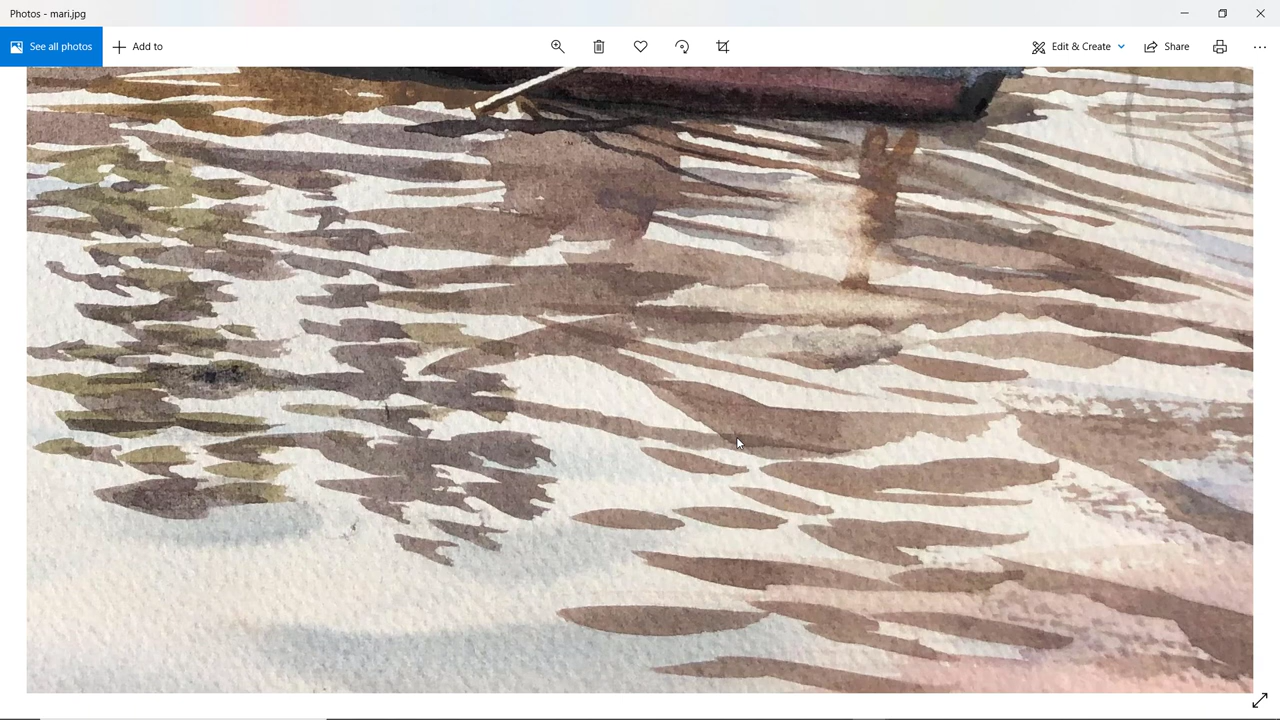 Photos - mari.jpg
See all photos
Add to
Edit & Create
Share